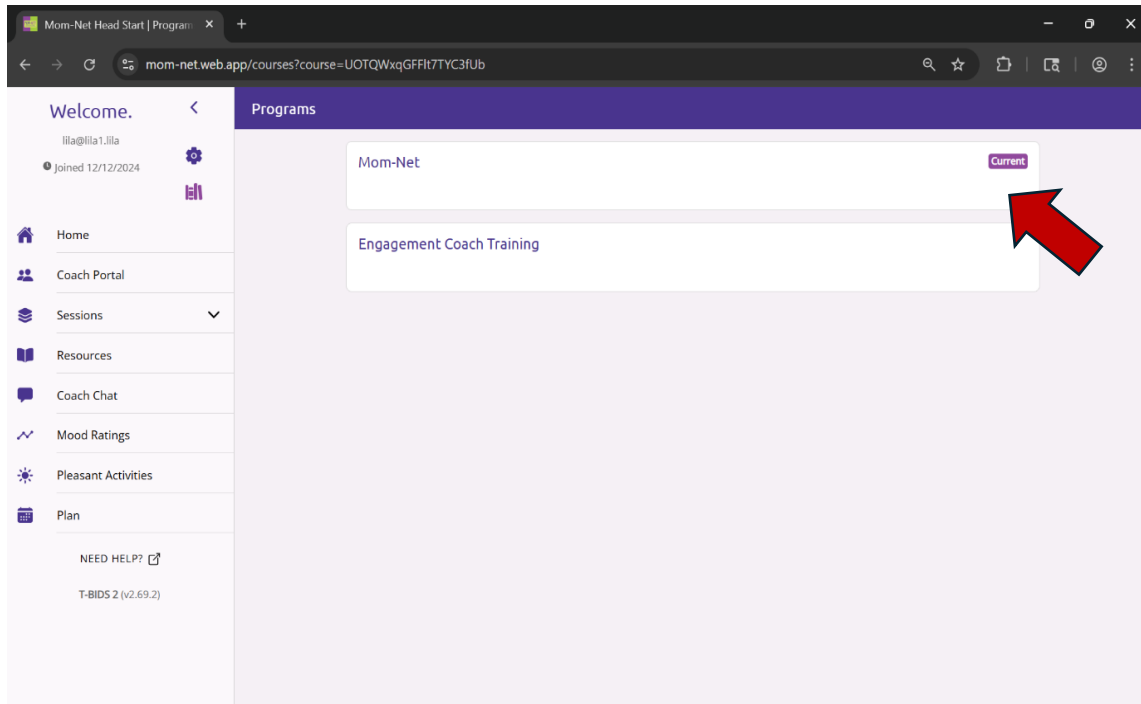 Mom-Net Head Start | Program
mom-net.web.app/courses?course=UOTQWxqGFFlt7TYC3fUb
Welcome.
lila@lila1.lila
Joined 12/12/2024
Home
Coach Portal
Sessions
Resources
Coach Chat
Mood Ratings
Pleasant Activities
Plan
NEED HELP?
T-BIDS 2 (v2.69.2)
Programs
Mom-Net
Current
Engagement Coach Training